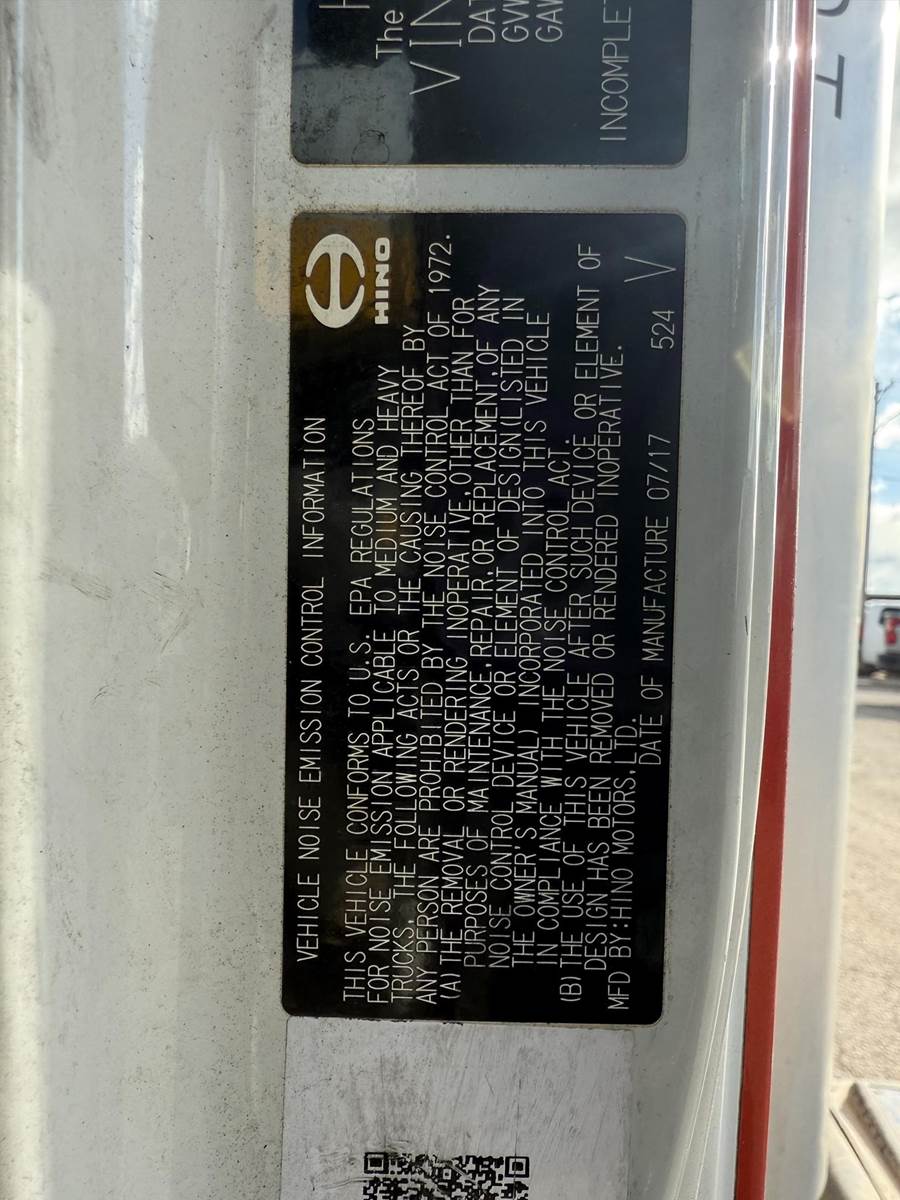 The
VIN
DAT
GVW
GAW
INCOMPLET
HINO
VEHICLE NOISE EMISSION CONTROL INFORMATION
THIS VEHICLE CONFORMS TO U.S. EPA REGULATIONS
FOR NOISE EMISSION APPLICABLE TO MEDIUM AND HEAVY
TRUCKS. THE FOLLOWING ACTS OR THE CAUSING THEREOF BY
ANY PERSON ARE PROHIBITED BY THE NOISE CONTROL ACT OF 1972.
(A) THE REMOVAL OR RENDERING INOPERATIVE,OTHER THAN FOR
PURPOSES OF MAINTENANCE,REPAIR,OR REPLACEMENT,OF ANY
NOISE CONTROL DEVICE OR ELEMENT OF DESIGN(LISTED IN
THE OWNER'S MANUAL) INCORPORATED INTO THIS VEHICLE
IN COMPLIANCE WITH THE NOISE CONTROL ACT.
(B) THE USE OF THIS VEHICLE AFTER SUCH DEVICE OR ELEMENT OF
DESIGN HAS BEEN REMOVED OR RENDERED INOPERATIVE.
MFD BY:HINO MOTORS,LTD.
DATE OF MANUFACTURE 07/17 524 V